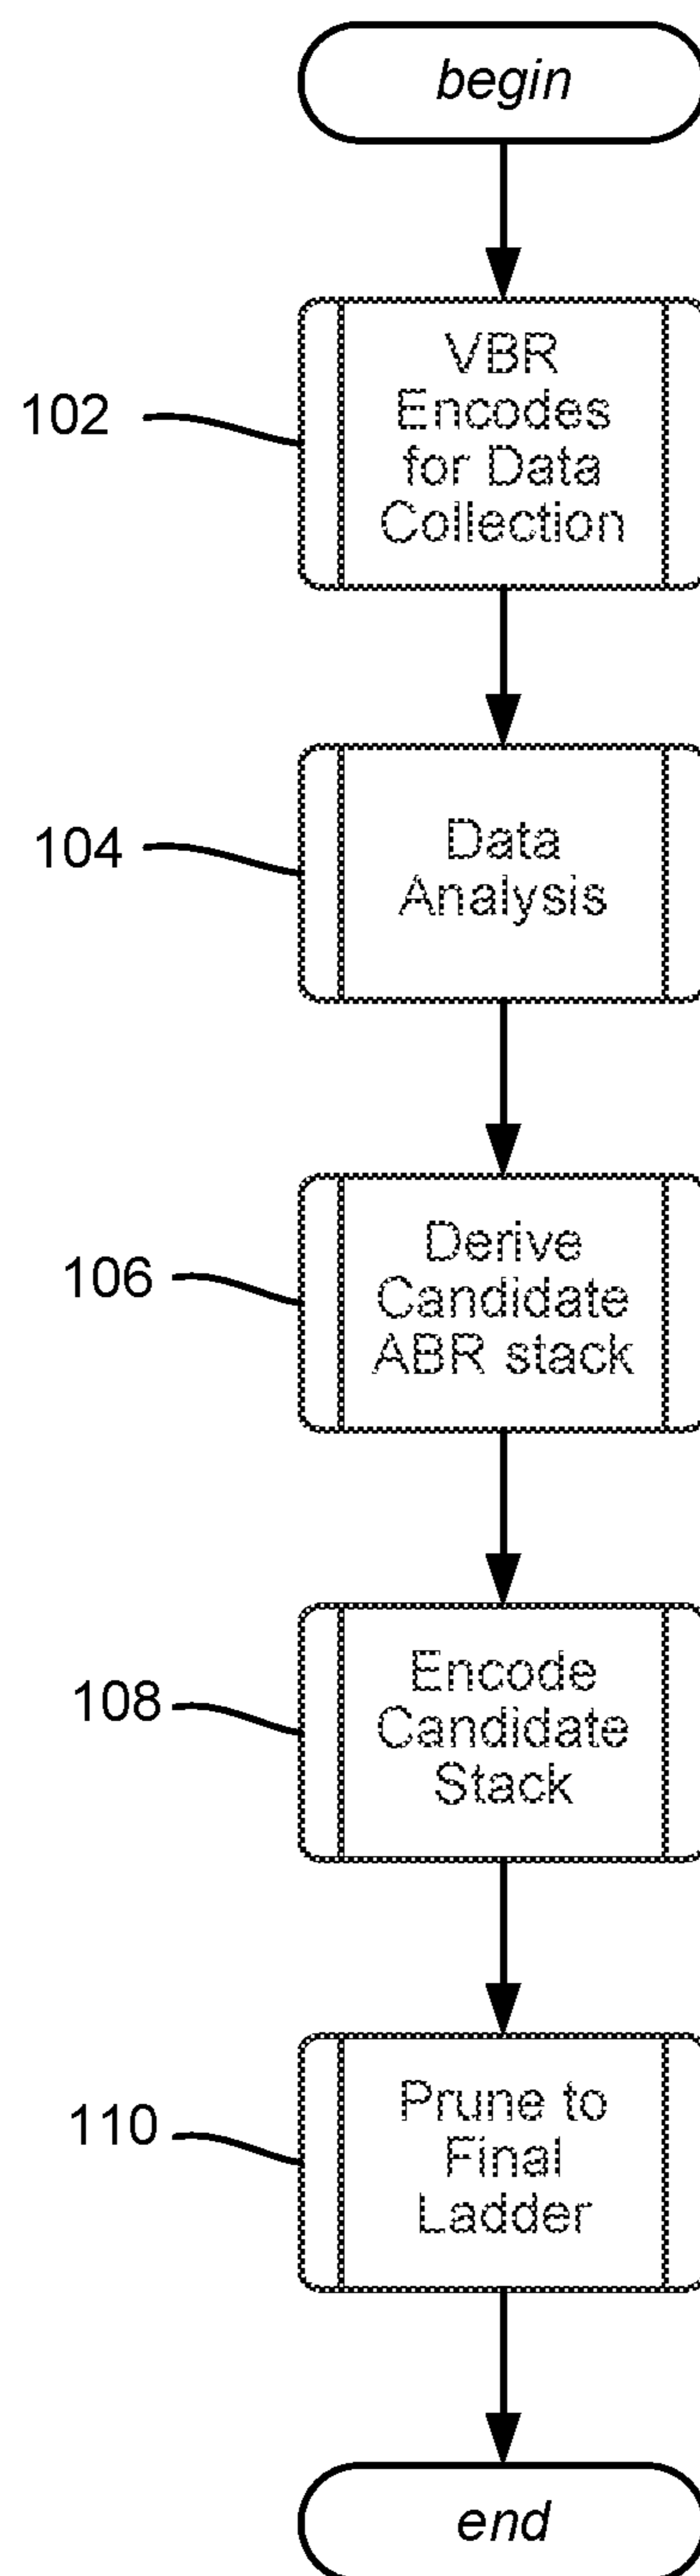 begin
102
VBR
Encodes
for Data
Collection
104
Data
Analysis
106
Derive
Candidate
ABR stack
108
Encode
Candidate
Stack
110
Prune to
Final
Ladder
end